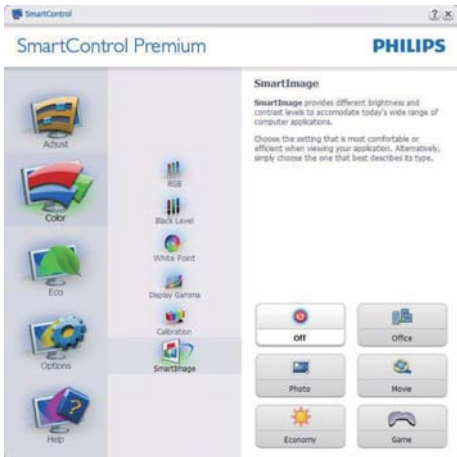 SmartControl
SmartControl Premium
PHILIPS
Adjust
Color
Eco
Options
Help
RGB
Black Level
White Point
Display Gamma
Calibration
SmartImage
SmartImage
SmartImage provides different brightness and
contrast levels to accomodate today's wide range of
computer applications.
Choose the setting that is most comfortable or
efficient when viewing your application. Alternatively,
simply choose the one that best describes its type.
Off
Office
Photo
Movie
Economy
Game